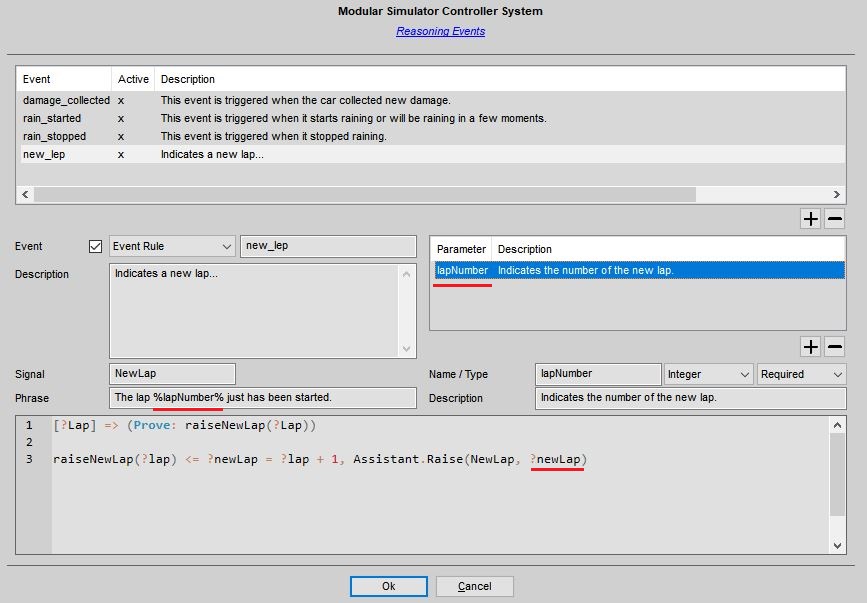 Modular Simulator Controller System
Reasoning Events
Event Active Description
damage_collected x This event is triggered when the car collected new damage.
rain_started x This event is triggered when it starts raining or will be raining in a few moments.
rain_stopped x This event is triggered when it stopped raining.
new_lep x Indicates a new lap...
Event Event Rule new_lep
Parameter Description
lapNumber Indicates the number of the new lap.
Description Indicates a new lap...
Signal NewLap
Name / Type lapNumber Integer Required
Phrase The lap %lapNumber% just has been started.
Description Indicates the number of the new lap.
1 [?Lap] => (Prove: raiseNewLap(?Lap))
2
3 raiseNewLap(?lap) <= ?newLap = ?lap + 1, Assistant.Raise(NewLap, ?newLap)
Ok Cancel